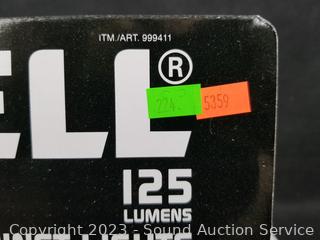 ITM./ART. 999411
ELL®
224.
5359
125
LUMENS
Copyright 2023 - Sound Auction Service